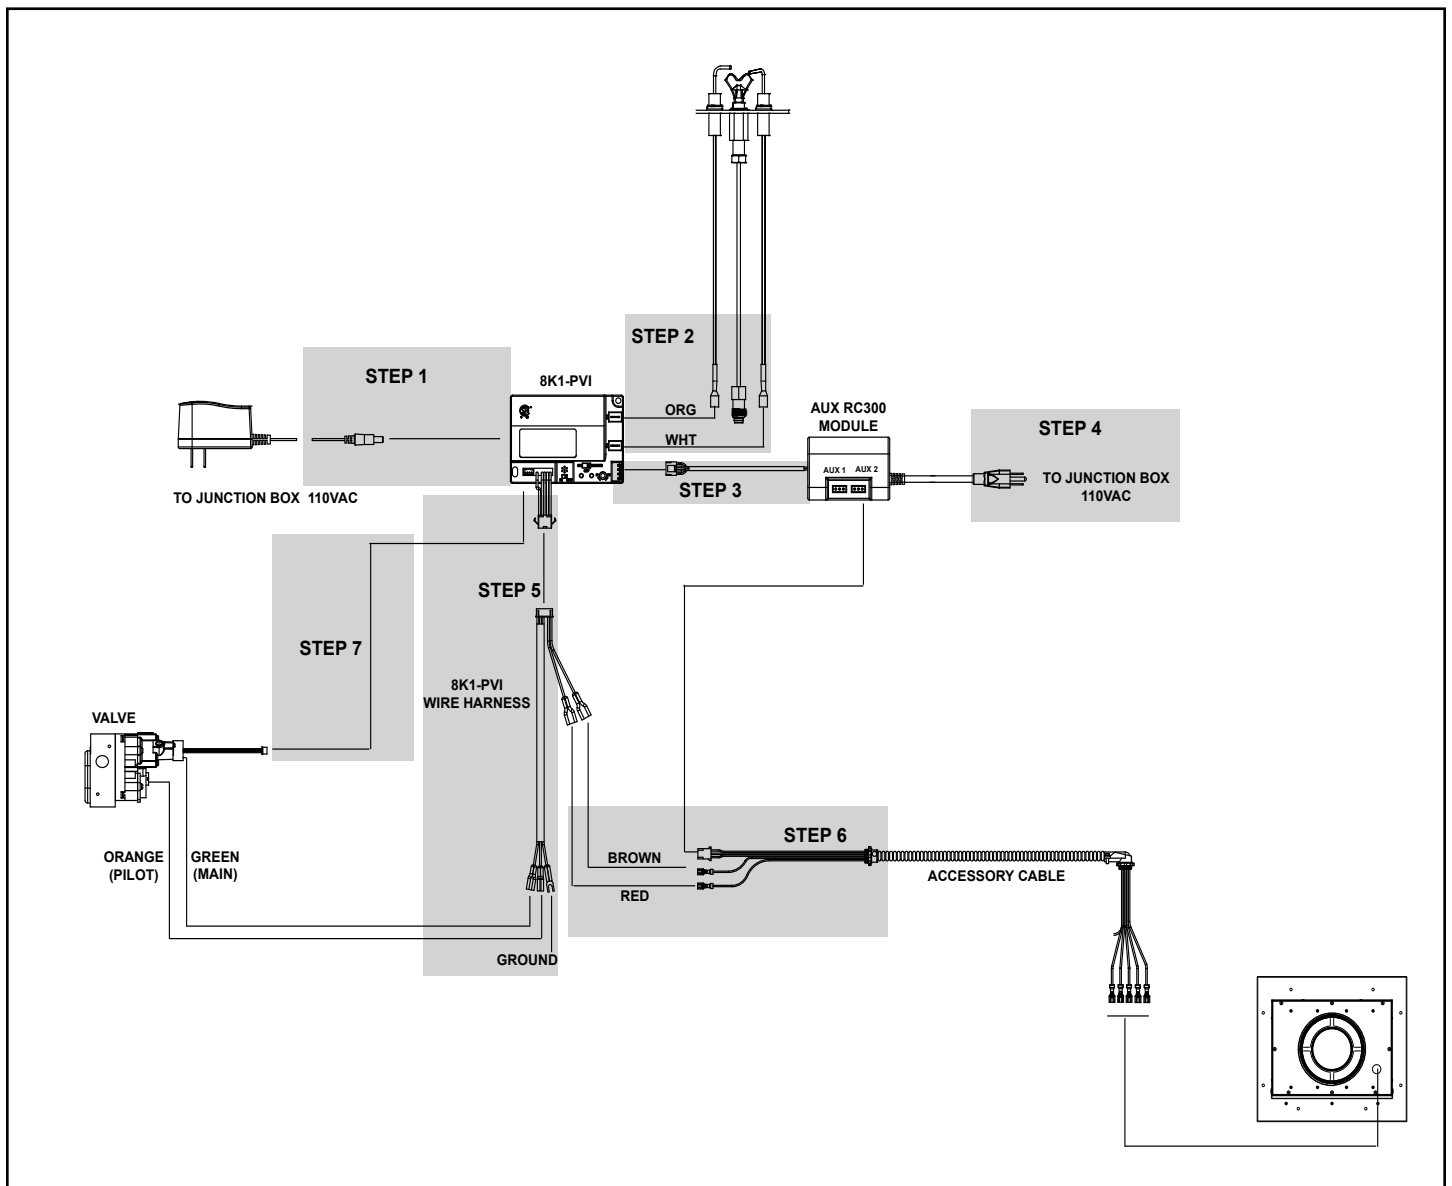 STEP 2
STEP 1
8K1-PVI
ORG
WHT
AUX RC300
MODULE
AUX 1 AUX 2
STEP 4
TO JUNCTION BOX
110VAC
TO JUNCTION BOX 110VAC
STEP 3
STEP 5
STEP 7
8K1-PVI
WIRE HARNESS
VALVE
ORANGE
(PILOT)
GREEN
(MAIN)
STEP 6
BROWN
RED
ACCESSORY CABLE
GROUND